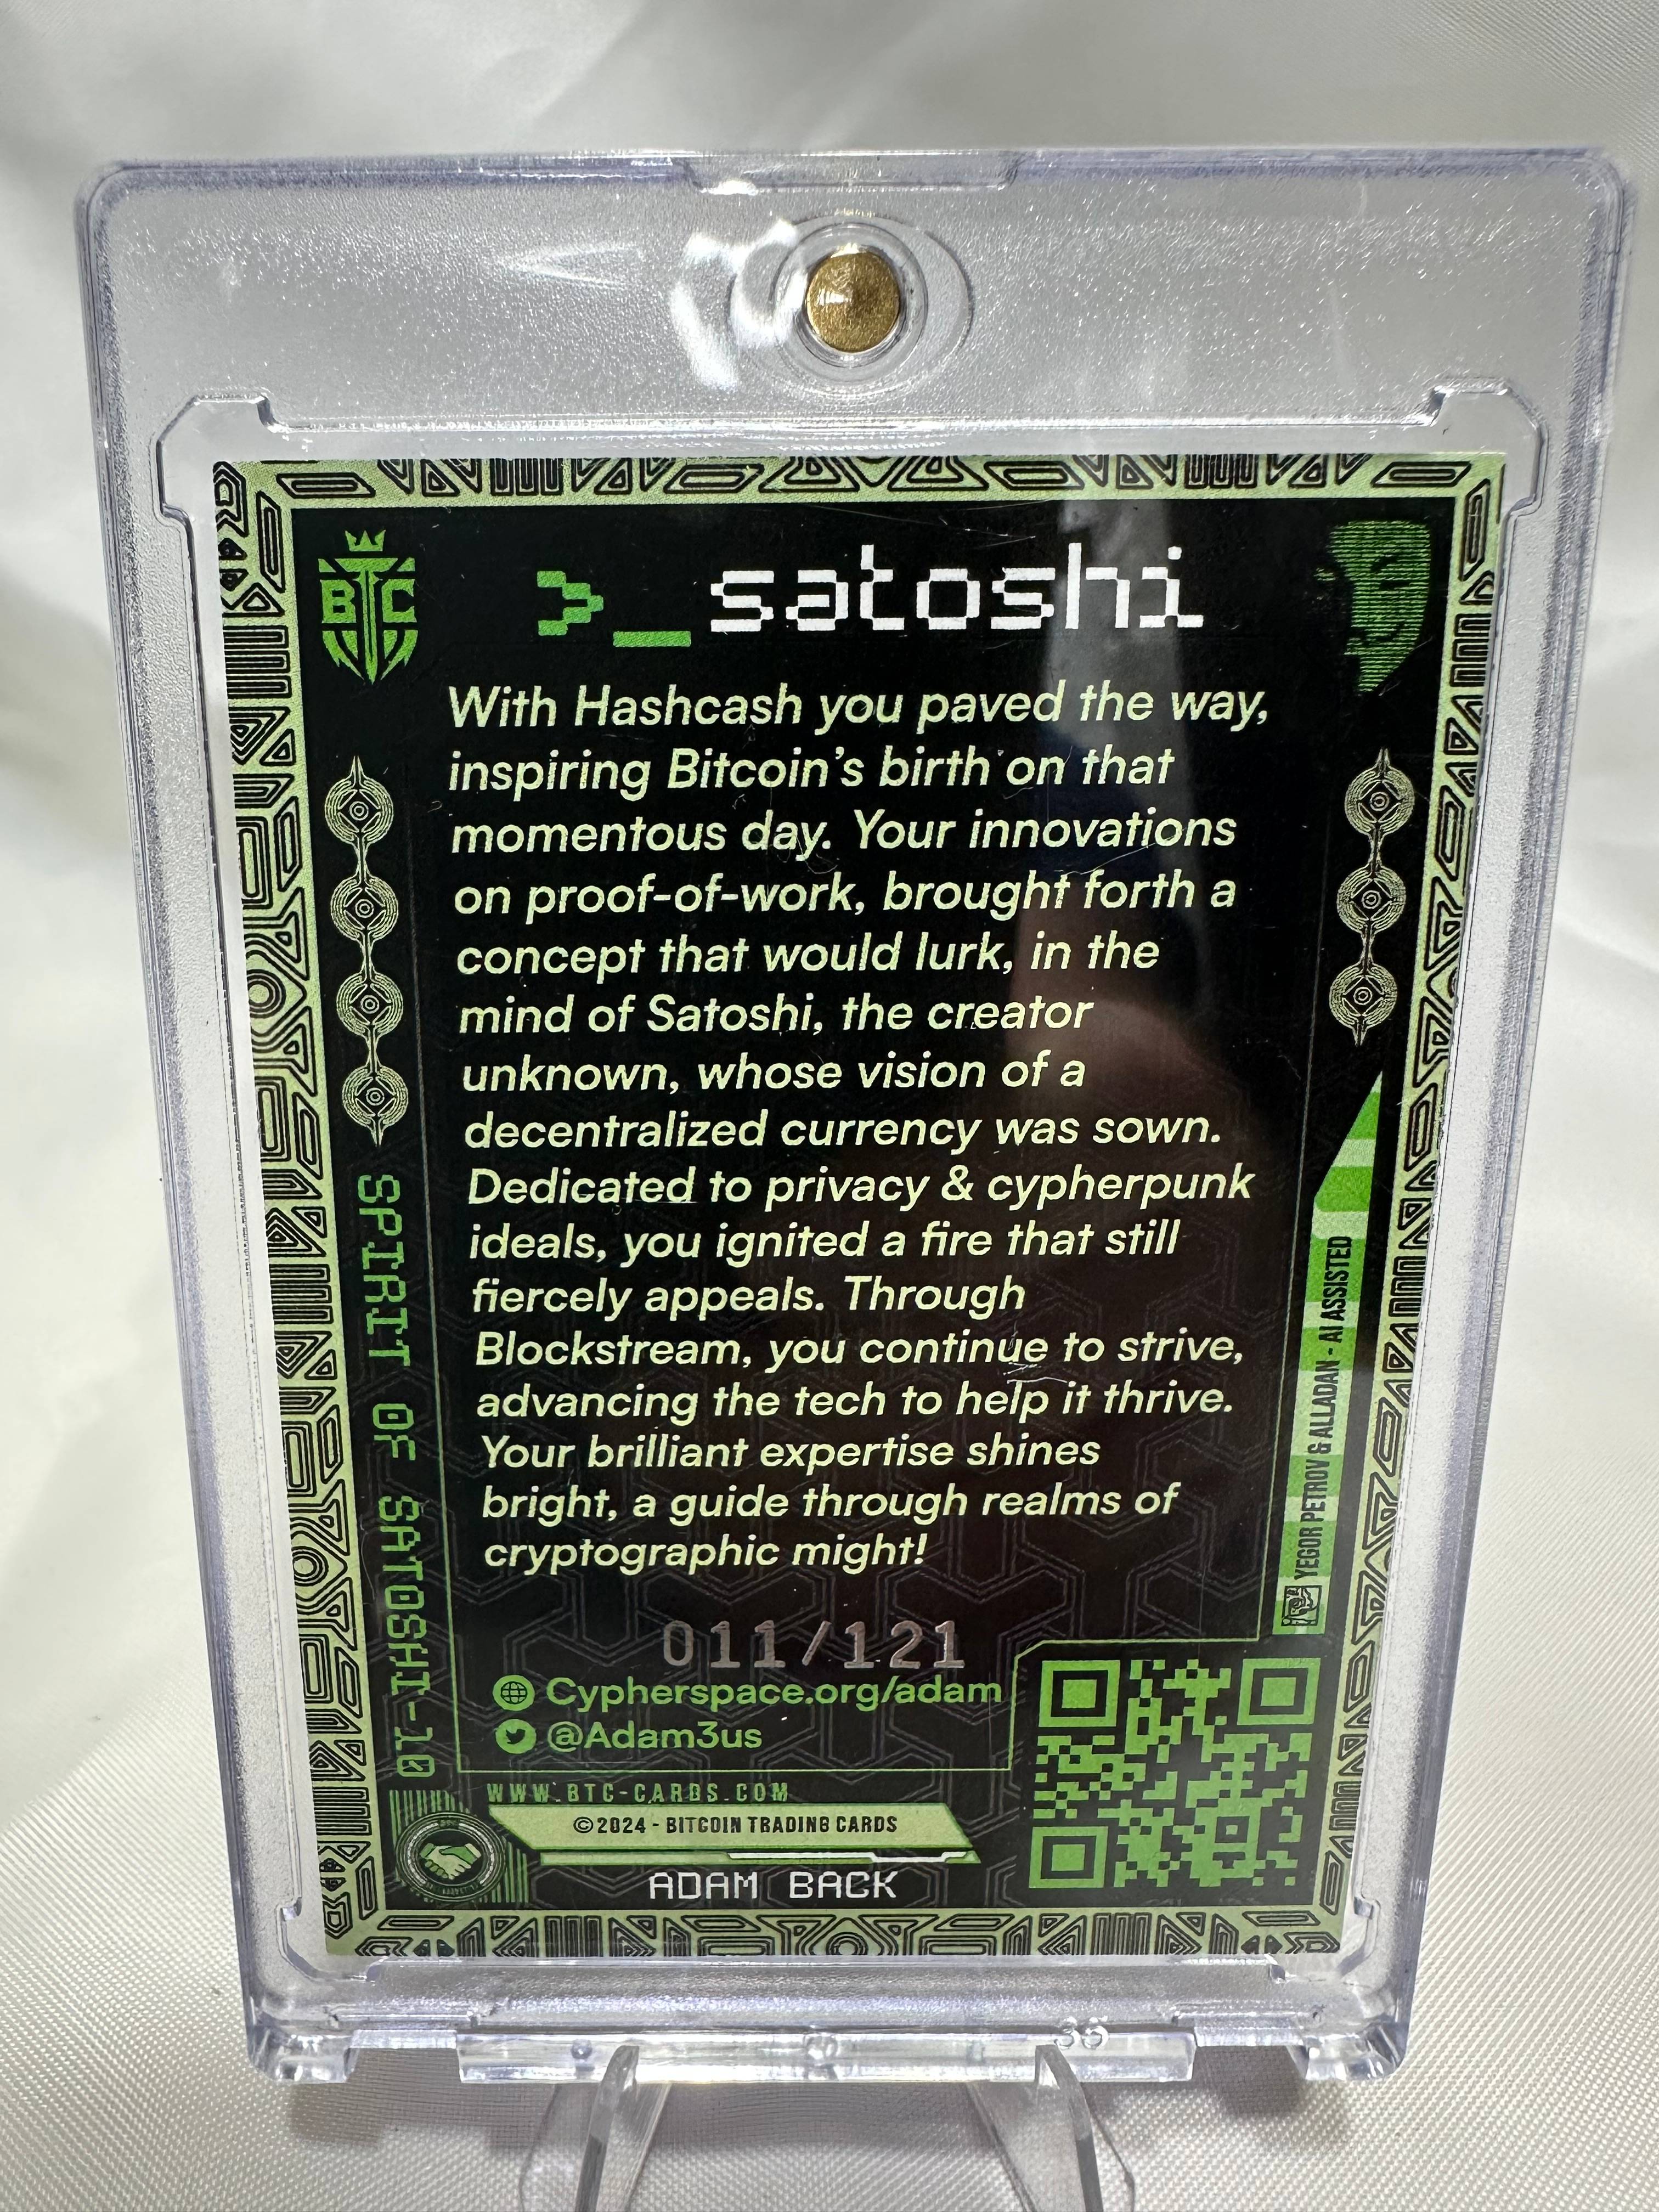 BTC
>_satoshi
With Hashcash you paved the way,
inspiring Bitcoin's birth on that
momentous day. Your innovations
on proof-of-work, brought forth a
concept that would lurk, in the
mind of Satoshi, the creator
unknown, whose vision of a
decentralized currency was sown.
Dedicated to privacy & cypherpunk
ideals, you ignited a fire that still
fiercely appeals. Through
Blockstream, you continue to strive,
advancing the tech to help it thrive.
Your brilliant expertise shines
bright, a guide through realms of
cryptographic might!
SPIRIT OF SATOSHI-10
YEGOR PETROV & ALLADAN - AI ASSISTED
011/121
Cypherspace.org/adam
@Adam3us
WWW.BTC-CARDS.COM
©2024 - BITCOIN TRADING CARDS
ADAM BACK
35